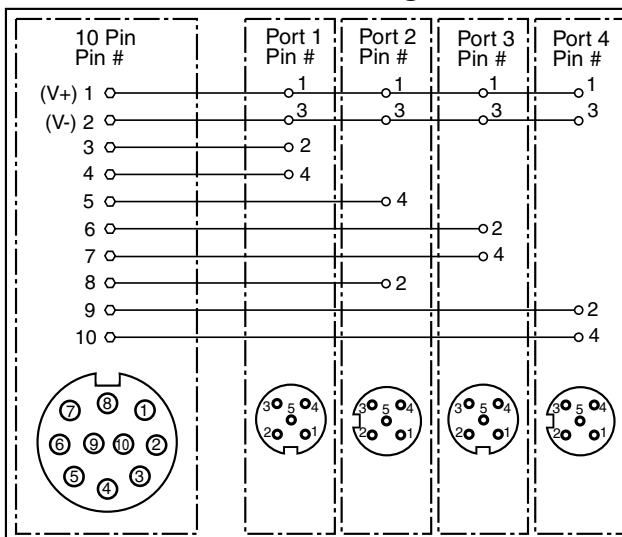 10 Pin Port 1 Port 2 Port 3 Port 4
Pin # Pin # Pin # Pin # Pin #
(V+) 1 1 1 1 1
(V-) 2 3 3 3 3
3 2
4 4
5 4
6 2
7 4
8 2
9 2
10 4
8
7 1
6 9 10 2
5 3
4
3 5 4 3 5 4 3 5 4 3 5 4
2 1 2 1 2 1 2 1